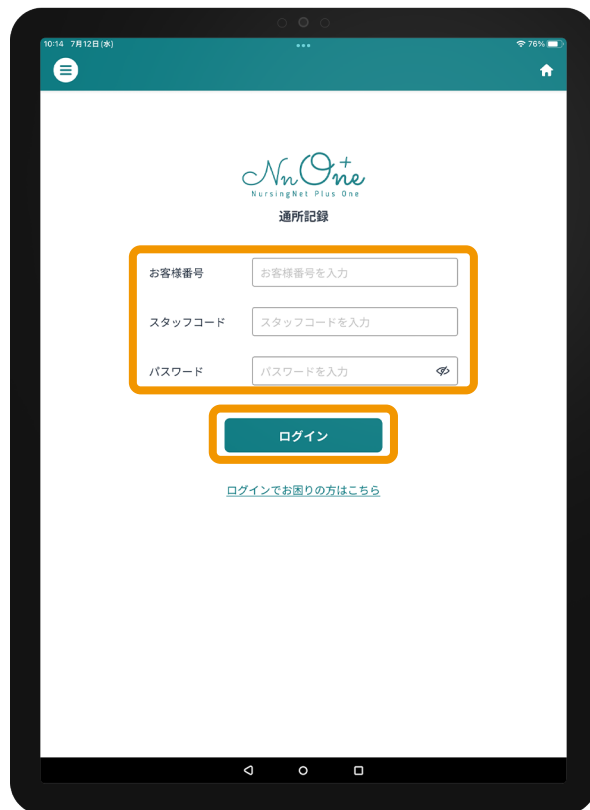 10:14 7月12日(水)
76%
NnOne+
NursingNet Plus One
通所記録
お客様番号
お客様番号を入力
スタッフコード
スタッフコードを入力
パスワード
パスワードを入力
ログイン
ログインでお困りの方はこちら